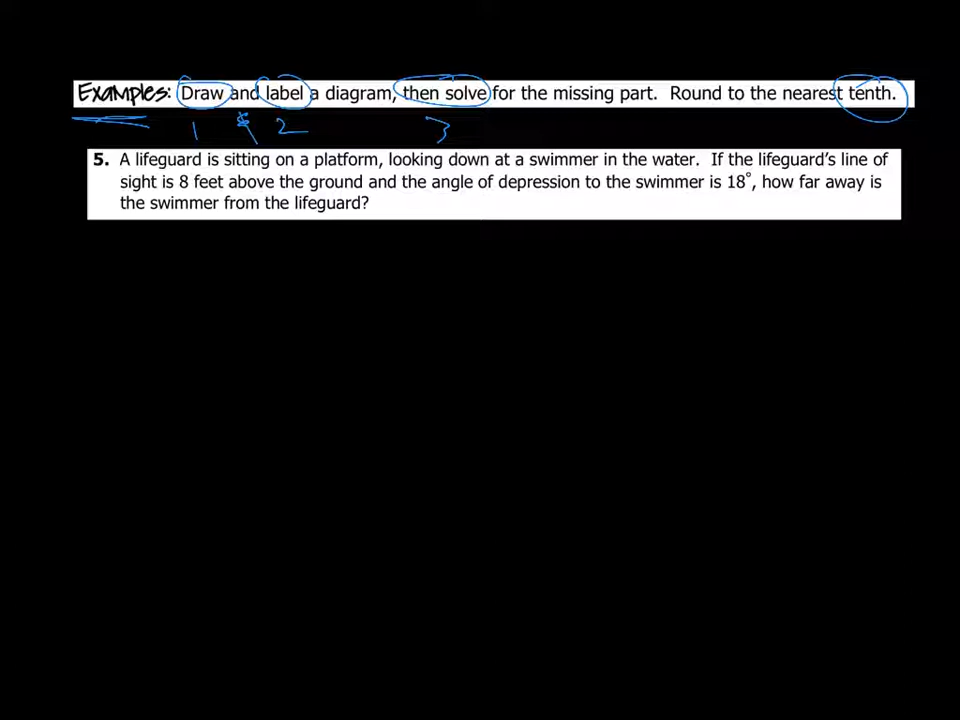 Examples: Draw and label a diagram, then solve for the missing part. Round to the nearest tenth.
1 & 2 3
5. A lifeguard is sitting on a platform, looking down at a swimmer in the water. If the lifeguard's line of
sight is 8 feet above the ground and the angle of depression to the swimmer is 18°, how far away is
the swimmer from the lifeguard?